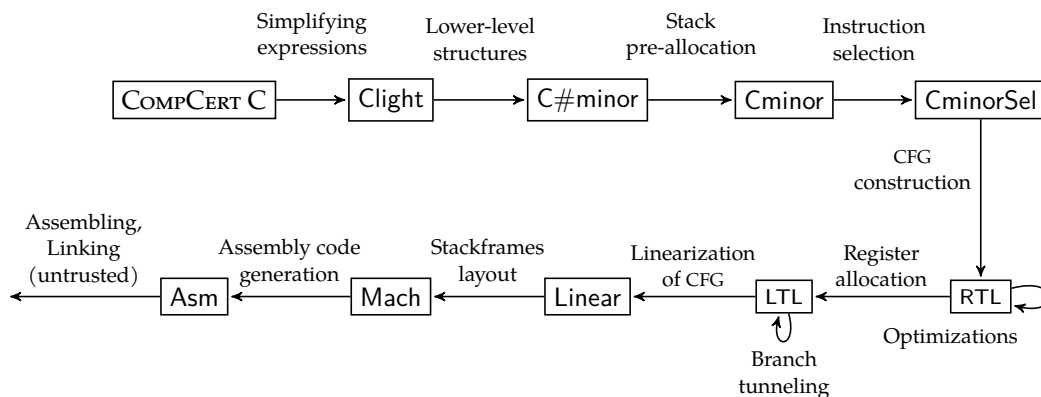 Simplifying
expressions
Lower-level
structures
Stack
pre-allocation
Instruction
selection
COMPCERT C
Clight
C#minor
Cminor
CminorSel
CFG
construction
Assembling,
Linking
(untrusted)
Assembly code
generation
Stackframes
layout
Linearization
of CFG
Register
allocation
Asm
Mach
Linear
LTL
RTL
Optimizations
Branch
tunneling